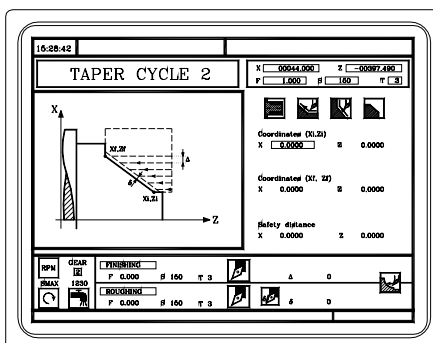 16:28:42
X 00044.000 Z -00397.490
F 1.000 S 150 T 3
TAPER CYCLE 2
X
Xf,Zf
Δ
δ
Xi,Zi
Z
Coordinates (Xi,Zi)
X 0.0000 Z 0.0000
Coordinates (Xf, Zf)
X 0.0000 Z 0.0000
Safety distance
X 0.0000 Z 0.0000
RPM GEAR
2
SMAX 1230
FINISHING
F 0.000 S 150 T 3 Δ 0
ROUGHING
F 0.000 S 150 T 3 δ δ 0